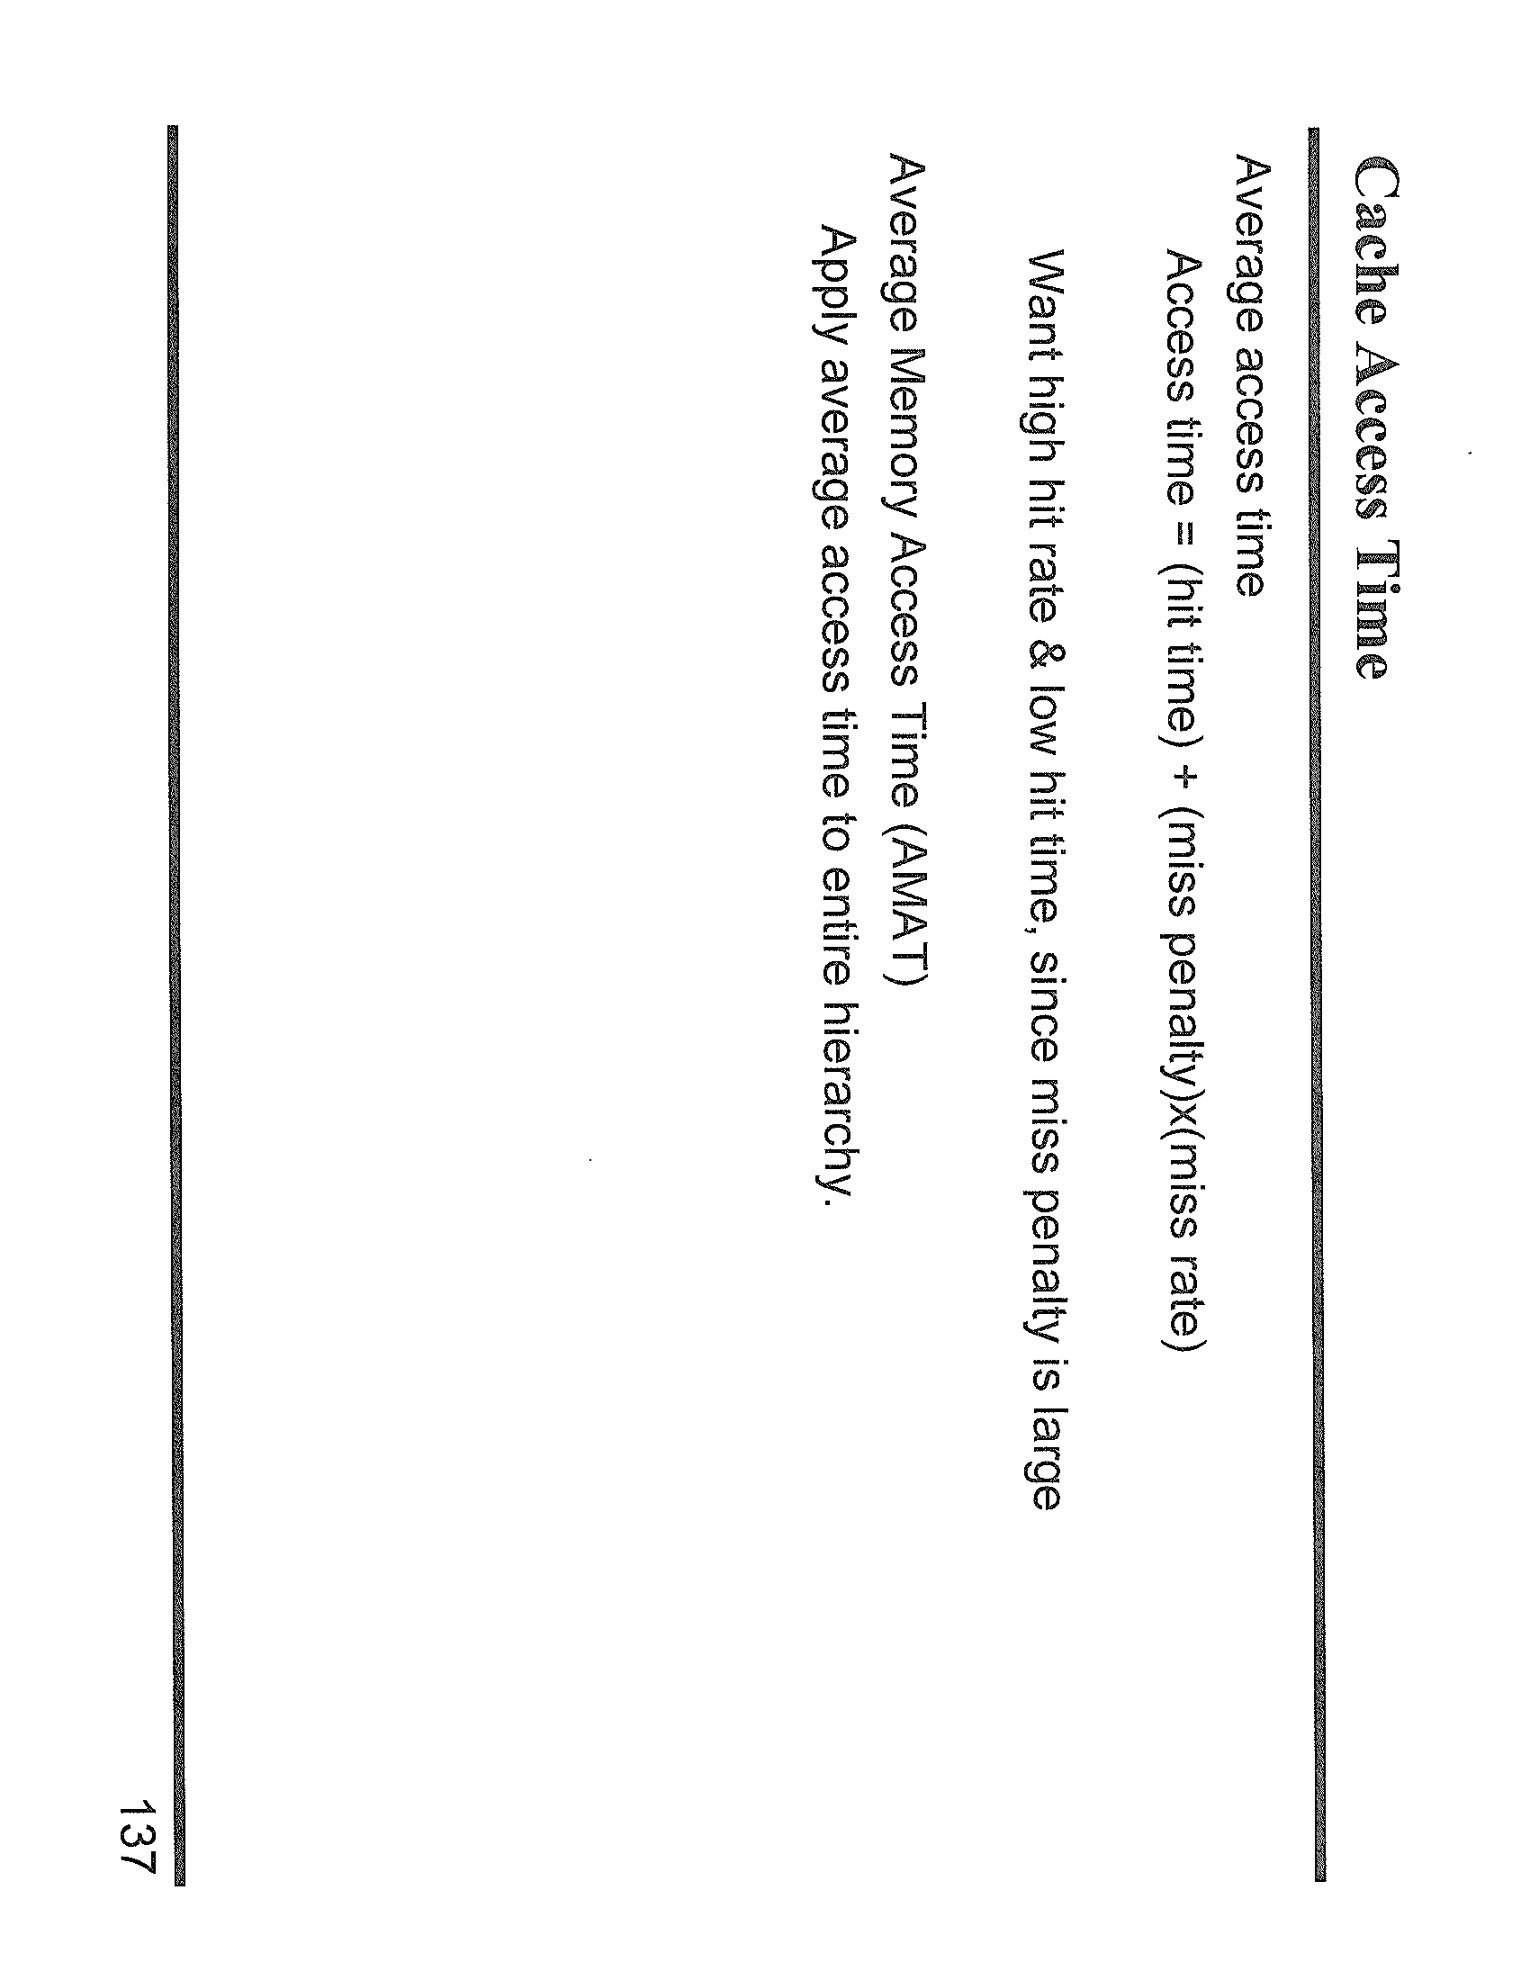 Cache Access Time
Average access time
Access time = (hit time) + (miss penalty)x(miss rate)
Want high hit rate & low hit time, since miss penalty is large
Average Memory Access Time (AMAT)
Apply average access time to entire hierarchy.
137